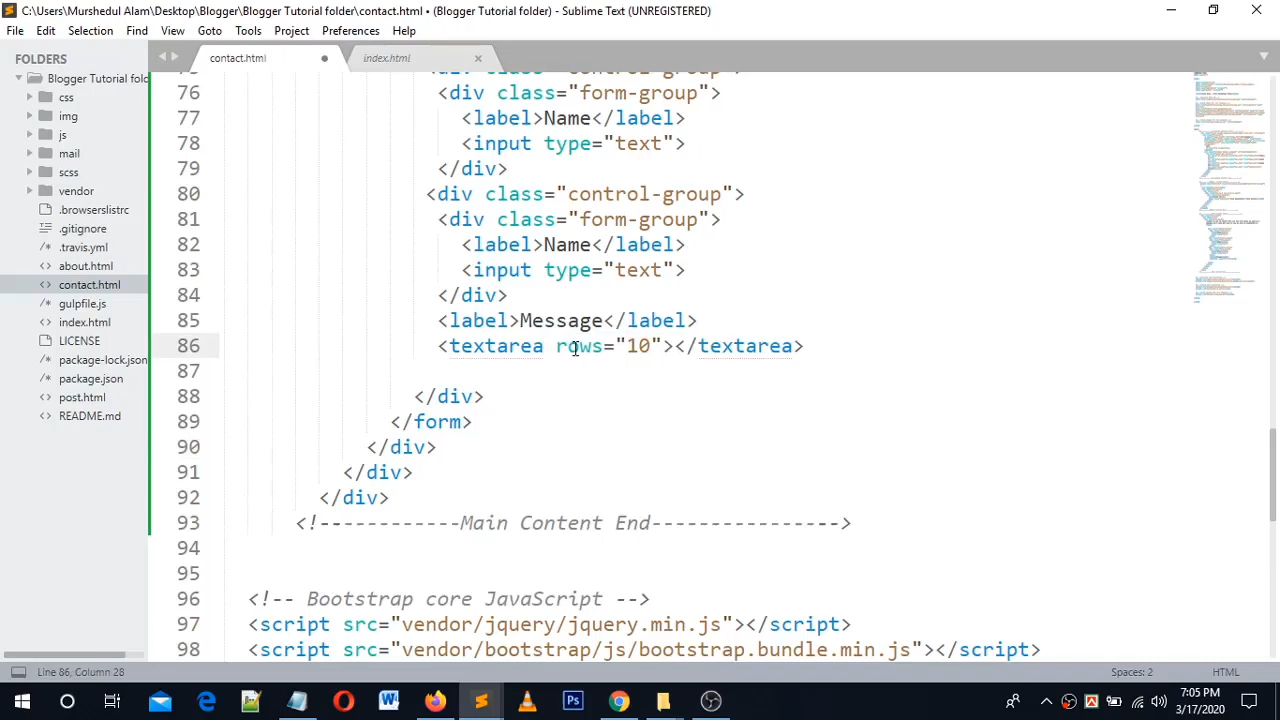 C:\Users\Murshedul Alam\Desktop\Blogger\Blogger Tutorial folder\contact.html • (Blogger Tutorial folder) - Sublime Text (UNREGISTERED)
File Edit Selection Find View Goto Tools Project Preferences Help
FOLDERS
contact.html
index.html
Blogger Tutorial fold
css
img
js
mail
scss
vendor
.browserslistrc
.gitignore
.travis.yml
about.html
contact.html
gulpfile.js
index.html
LICENSE
package-lock.json
package.json
post.html
README.md
75 <div class="control-group">
76 <div class="form-group">
77 <label>Name</label>
78 <input type="text">
79 </div>
80 <div class="control-group">
81 <div class="form-group">
82 <label>Name</label>
83 <input type="text">
84 </div>
85 <label>Message</label>
86 <textarea rows="10"></textarea>
87
88 </div>
89 </form>
90 </div>
91 </div>
92 </div>
93 <!------------Main Content End---------------->
94
95
96 <!-- Bootstrap core JavaScript -->
97 <script src="vendor/jquery/jquery.min.js"></script>
98 <script src="vendor/bootstrap/js/bootstrap.bundle.min.js"></script>
Line 86, Column 28
Spaces: 2
HTML
7:05 PM
3/17/2020